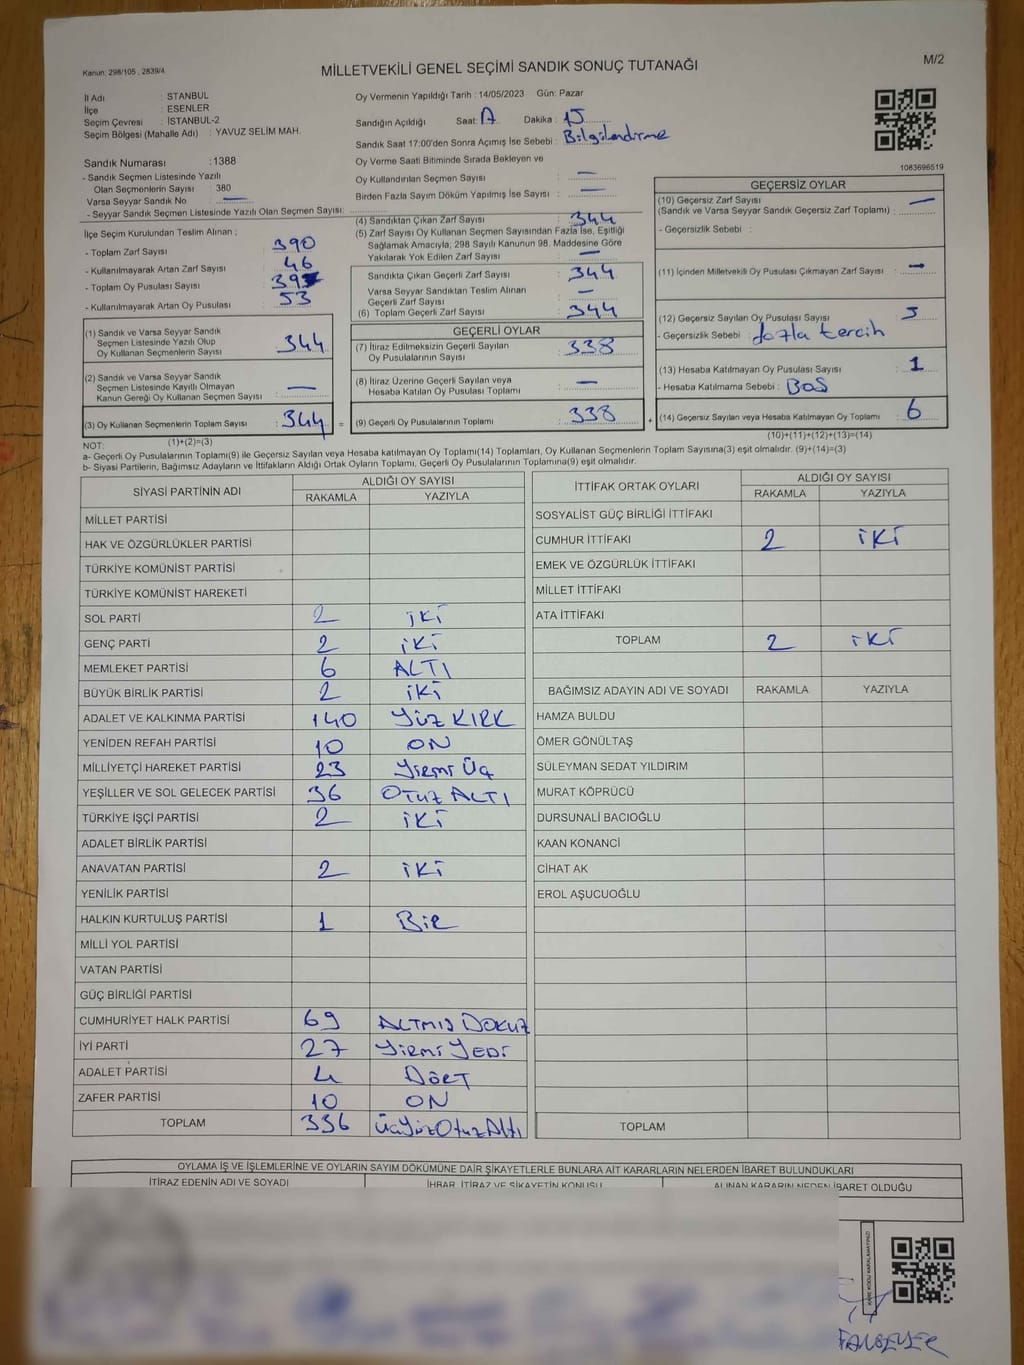 Kanun: 298/105 , 2839/4
MİLLETVEKİLİ GENEL SEÇİMİ SANDIK SONUÇ TUTANAĞI
M/2
İl Adı : STANBUL
İlçe : ESENLER
Seçim Çevresi : İSTANBUL-2
Seçim Bölgesi (Mahalle Adı) : YAVUZ SELİM MAH.
Oy Vermenin Yapıldığı Tarih : 14/05/2023 Gün: Pazar
Sandığın Açıldığı Saat: Dakika :
Sandık Saat 17:00'den Sonra Açımış İse Sebebi : Bilgilendirme
Sandık Numarası :1388
- Sandık Seçmen Listesinde Yazılı
Olan Seçmenlerin Sayısı : 380
Varsa Seyyar Sandık No : —
- Seyyar Sandık Seçmen Listesinde Yazılı Olan Seçmen Sayısı:
Oy Verme Saati Bitiminde Sırada Bekleyen ve
Oy Kullandırılan Seçmen Sayısı : —
Birden Fazla Sayım Döküm Yapılmış İse Sayısı : —
1083696519
İlçe Seçim Kurulundan Teslim Alınan ;
- Toplam Zarf Sayısı : 390
- Kullanılmayarak Artan Zarf Sayısı : 46
- Toplam Oy Pusulası Sayısı :
- Kullanılmayarak Artan Oy Pusulası : 53
(4) Sandıktan Çıkan Zarf Sayısı : 344
(5) Zarf Sayısı Oy Kullanan Seçmen Sayısından Fazla İse, Eşitliği
Sağlamak Amacıyla, 298 Sayılı Kanunun 98. Maddesine Göre
Yakılarak Yok Edilen Zarf Sayısı : —
Sandıkta Çıkan Geçerli Zarf Sayısı : 344
Varsa Seyyar Sandıktan Teslim Alınan
Geçerli Zarf Sayısı : —
(6) Toplam Geçerli Zarf Sayısı : 344
GEÇERSİZ OYLAR
(10) Geçersiz Zarf Sayısı
(Sandık ve Varsa Seyyar Sandık Geçersiz Zarf Toplamı) : —
- Geçersizlik Sebebi :
(11) İçinden Milletvekili Oy Pusulası Çıkmayan Zarf Sayısı : —
(12) Geçersiz Sayılan Oy Pusulası Sayısı :
- Geçersizlik Sebebi : fazla tercih
(13) Hesaba Katılmayan Oy Pusulası Sayısı : 1
- Hesaba Katılmama Sebebi : BOŞ
(14) Geçersiz Sayılan veya Hesaba Katılmayan Oy Toplamı : 6
(10)+(11)+(12)+(13)=(14)
(1) Sandık ve Varsa Seyyar Sandık
Seçmen Listesinde Yazılı Olup
Oy Kullanan Seçmenlerin Sayısı : 344
(2) Sandık ve Varsa Seyyar Sandık
Seçmen Listesinde Kayıtlı Olmayan
Kanun Gereği Oy Kullanan Seçmen Sayısı : —
(3) Oy Kullanan Seçmenlerin Toplam Sayısı : 344 =
(1)+(2)=(3)
GEÇERLİ OYLAR
(7) İtiraz Edilmeksizin Geçerli Sayılan
Oy Pusulalarının Sayısı : 338
(8) İtiraz Üzerine Geçerli Sayılan veya
Hesaba Katılan Oy Pusulaları Toplamı : —
(9) Geçerli Oy Pusulalarının Toplamı : 338 +
NOT:
a- Geçerli Oy Pusulalarının Toplamı(9) ile Geçersiz Sayılan veya Hesaba katılmayan Oy Toplamı(14) Toplamları, Oy Kullanan Seçmenlerin Toplam Sayısına(3) eşit olmalıdır. (9)+(14)=(3)
b- Siyasi Partilerin, Bağımsız Adayların ve İttifakların Aldığı Ortak Oyların Toplamı, Geçerli Oy Pusulalarının Toplamına(9) eşit olmalıdır.
SİYASİ PARTİNİN ADI ALDIĞI OY SAYISI
RAKAMLA YAZIYLA
MİLLET PARTİSİ
HAK VE ÖZGÜRLÜKLER PARTİSİ
TÜRKİYE KOMÜNİST PARTİSİ
TÜRKİYE KOMÜNİST HAREKETİ
SOL PARTİ 2 İKİ
GENÇ PARTİ 2 İKİ
MEMLEKET PARTİSİ 6 ALTI
BÜYÜK BİRLİK PARTİSİ 2 İKİ
ADALET VE KALKINMA PARTİSİ 140 Yüz KIRK
YENİDEN REFAH PARTİSİ 10 ON
MİLLİYETÇİ HAREKET PARTİSİ 23 Yirmi Üç
YEŞİLLER VE SOL GELECEK PARTİSİ 36 OTuz ALTI
TÜRKİYE İŞÇİ PARTİSİ 2 İKİ
ADALET BİRLİK PARTİSİ
ANAVATAN PARTİSİ 2 İKİ
YENİLİK PARTİSİ
HALKIN KURTULUŞ PARTİSİ 1 BİR
MİLLİ YOL PARTİSİ
VATAN PARTİSİ
GÜÇ BİRLİĞİ PARTİSİ
CUMHURİYET HALK PARTİSİ 69 ALTMIŞ DOKUZ
İYİ PARTİ 27 YİRMİ YEDİ
ADALET PARTİSİ 4 DÖRT
ZAFER PARTİSİ 10 ON
TOPLAM 336 ÜçYüzOtuzAltı
İTTİFAK ORTAK OYLARI ALDIĞI OY SAYISI
RAKAMLA YAZIYLA
SOSYALİST GÜÇ BİRLİĞİ İTTİFAKI
CUMHUR İTTİFAKI 2 İKİ
EMEK VE ÖZGÜRLÜK İTTİFAKI
MİLLET İTTİFAKI
ATA İTTİFAKI
TOPLAM 2 İKİ
BAĞIMSIZ ADAYIN ADI VE SOYADI RAKAMLA YAZIYLA
HAMZA BULDU
ÖMER GÖNÜLTAŞ
SÜLEYMAN SEDAT YILDIRIM
MURAT KÖPRÜCÜ
DURSUNALİ BACIOĞLU
KAAN KONANCİ
CİHAT AK
EROL AŞUCUOĞLU
TOPLAM
OYLAMA İŞ VE İŞLEMLERİNE VE OYLARIN SAYIM DÖKÜMÜNE DAİR ŞİKAYETLERLE BUNLARA AİT KARARLARIN NELERDEN İBARET BULUNDUKLARI
İTİRAZ EDENİN ADI VE SOYADI İHBAR, İTİRAZ VE ŞİKAYETİN KONUSU ALINAN KARARIN NEDEN İBARET OLDUĞU